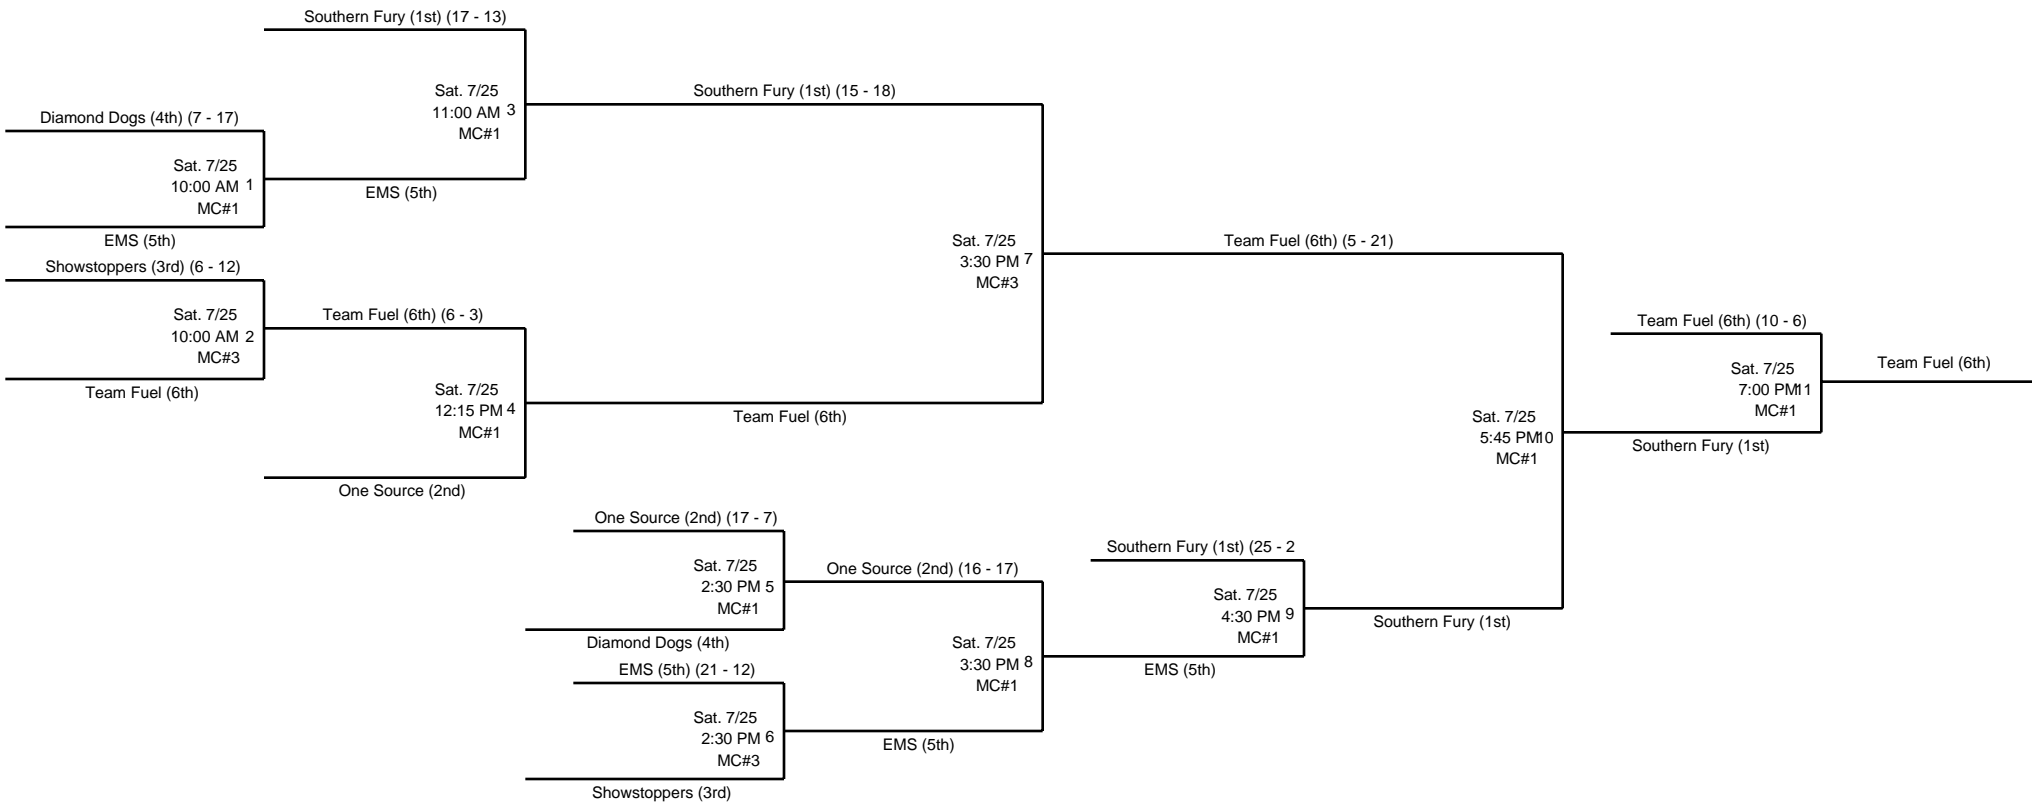 Southern Fury (1st) (17 - 13)
Sat. 7/25
11:00 AM 3
MC#1
Southern Fury (1st) (15 - 18)
Diamond Dogs (4th) (7 - 17)
Sat. 7/25
10:00 AM 1
MC#1
EMS (5th)
EMS (5th)
Showstoppers (3rd) (6 - 12)
Sat. 7/25
10:00 AM 2
MC#3
Team Fuel (6th)
Team Fuel (6th) (6 - 3)
Sat. 7/25
12:15 PM 4
MC#1
One Source (2nd)
Team Fuel (6th)
Sat. 7/25
3:30 PM 7
MC#3
Team Fuel (6th) (5 - 21)
One Source (2nd) (17 - 7)
Sat. 7/25
2:30 PM 5
MC#1
Diamond Dogs (4th)
EMS (5th) (21 - 12)
Sat. 7/25
2:30 PM 6
MC#3
Showstoppers (3rd)
One Source (2nd) (16 - 17)
Sat. 7/25
3:30 PM 8
MC#1
EMS (5th)
Southern Fury (1st) (25 - 2
Sat. 7/25
4:30 PM 9
MC#1
EMS (5th)
Southern Fury (1st)
Sat. 7/25
5:45 PM10
MC#1
Team Fuel (6th) (10 - 6)
Sat. 7/25
7:00 PM11
MC#1
Southern Fury (1st)
Team Fuel (6th)